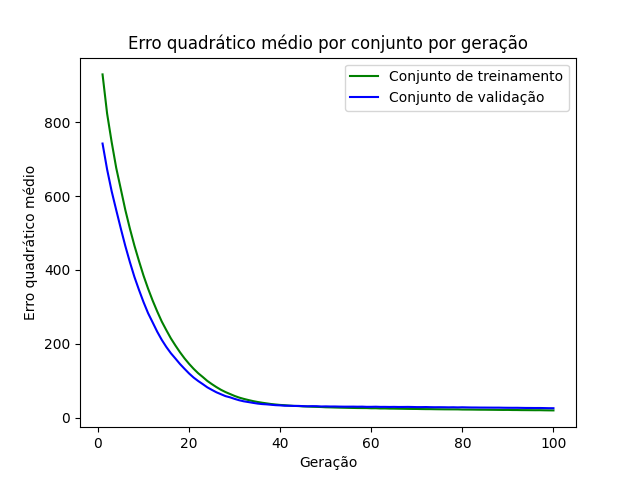 Erro quadrático médio por conjunto por geração
Conjunto de treinamento
Conjunto de validação
Erro quadrático médio
800
600
400
200
0
0 20 40 60 80 100
Geração